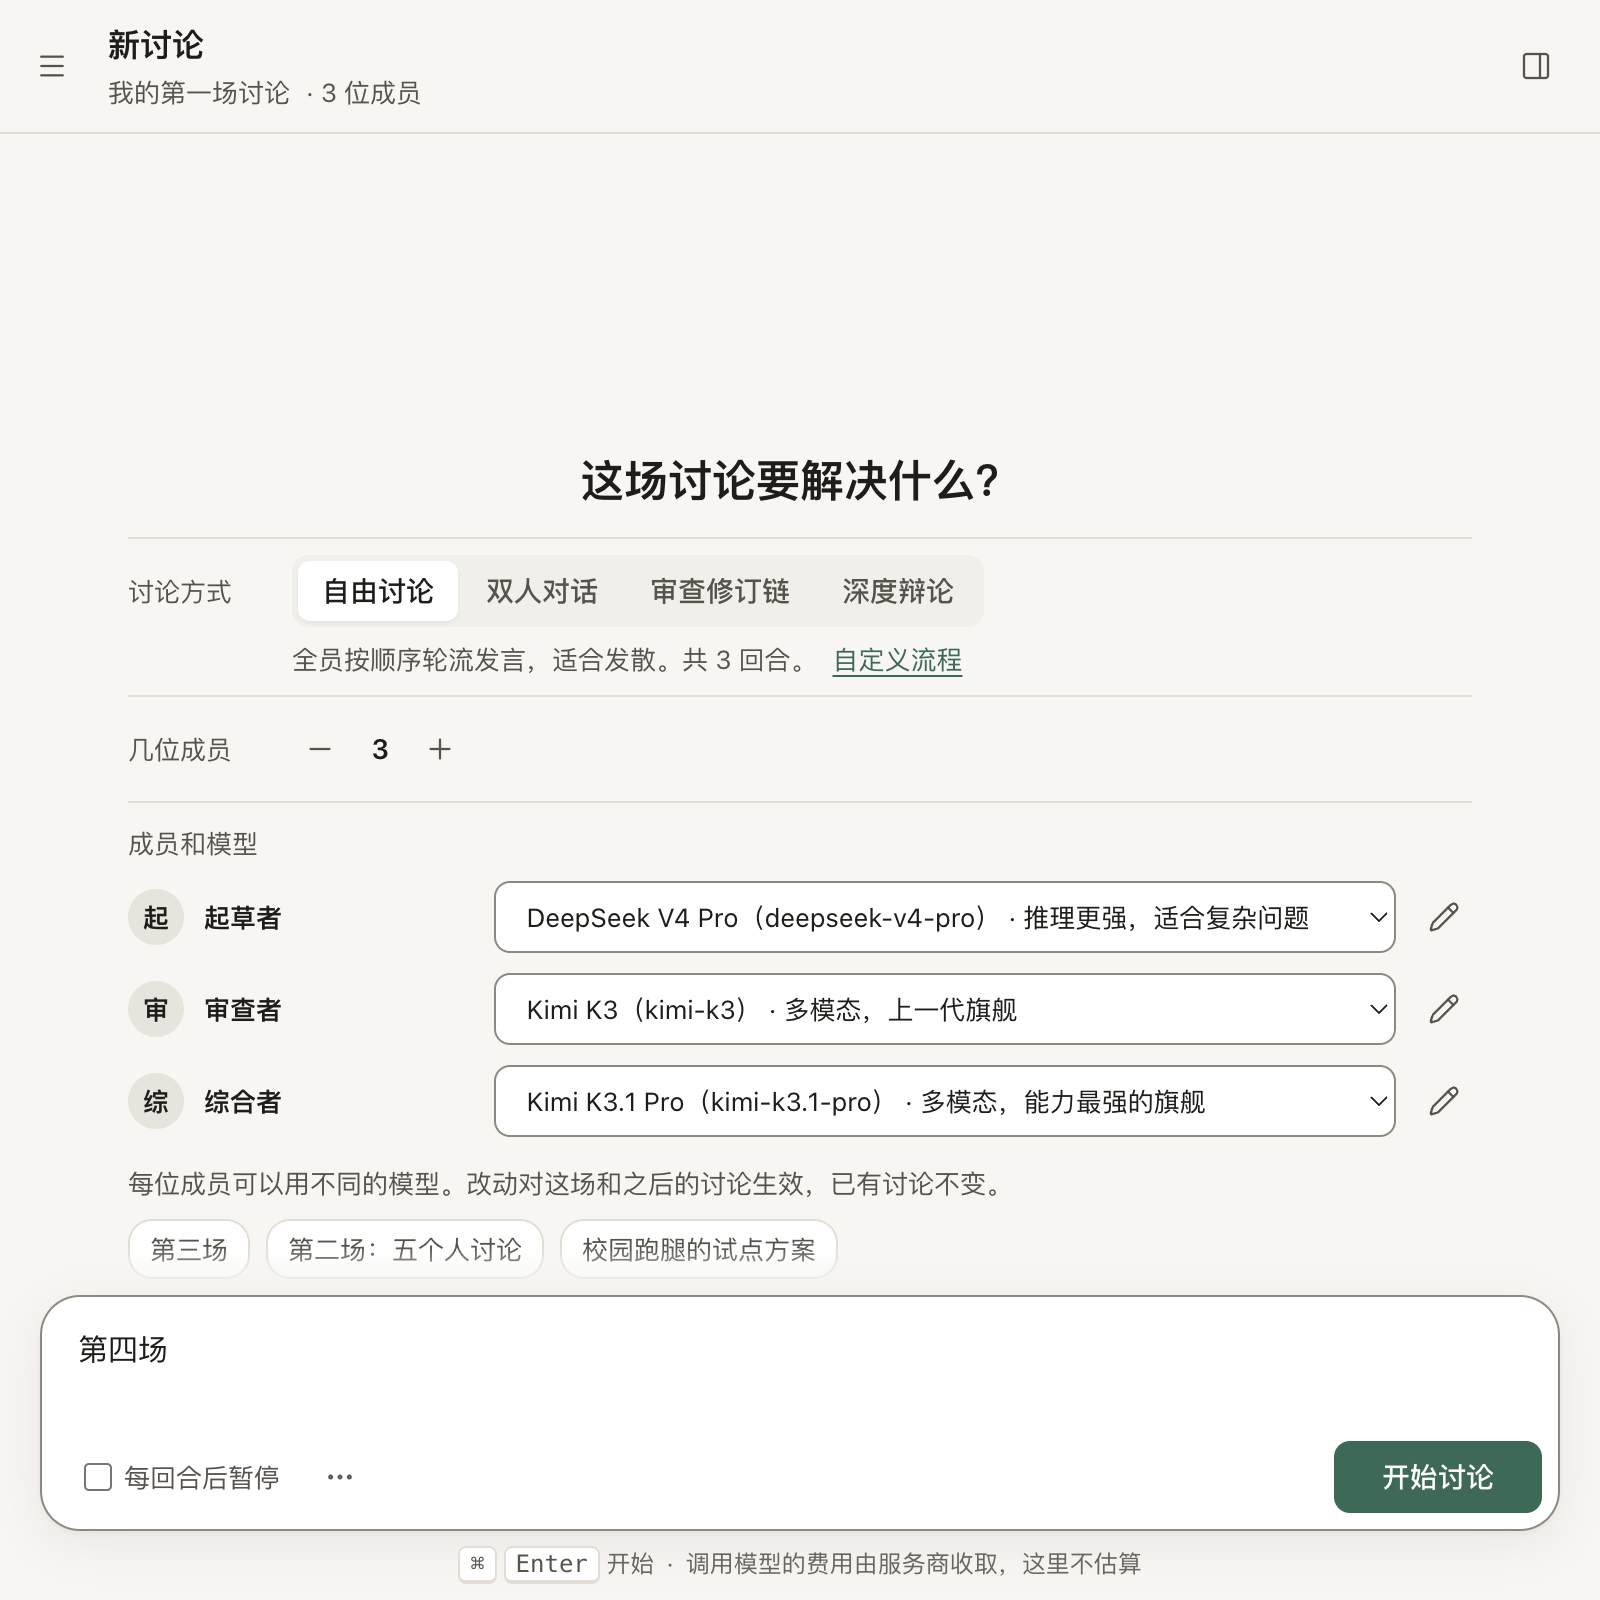 新讨论
我的第一场讨论 · 3 位成员
这场讨论要解决什么？
讨论方式
自由讨论 双人对话 审查修订链 深度辩论
全员按顺序轮流发言，适合发散。共 3 回合。 自定义流程
几位成员 3
成员和模型
起 起草者 DeepSeek V4 Pro（deepseek-v4-pro） · 推理更强，适合复杂问题
审 审查者 Kimi K3（kimi-k3） · 多模态，上一代旗舰
综 综合者 Kimi K3.1 Pro（kimi-k3.1-pro） · 多模态，能力最强的旗舰
每位成员可以用不同的模型。改动对这场和之后的讨论生效，已有讨论不变。
第三场 第二场：五个人讨论 校园跑腿的试点方案
第四场
每回合后暂停 开始讨论
⌘ Enter 开始 · 调用模型的费用由服务商收取，这里不估算